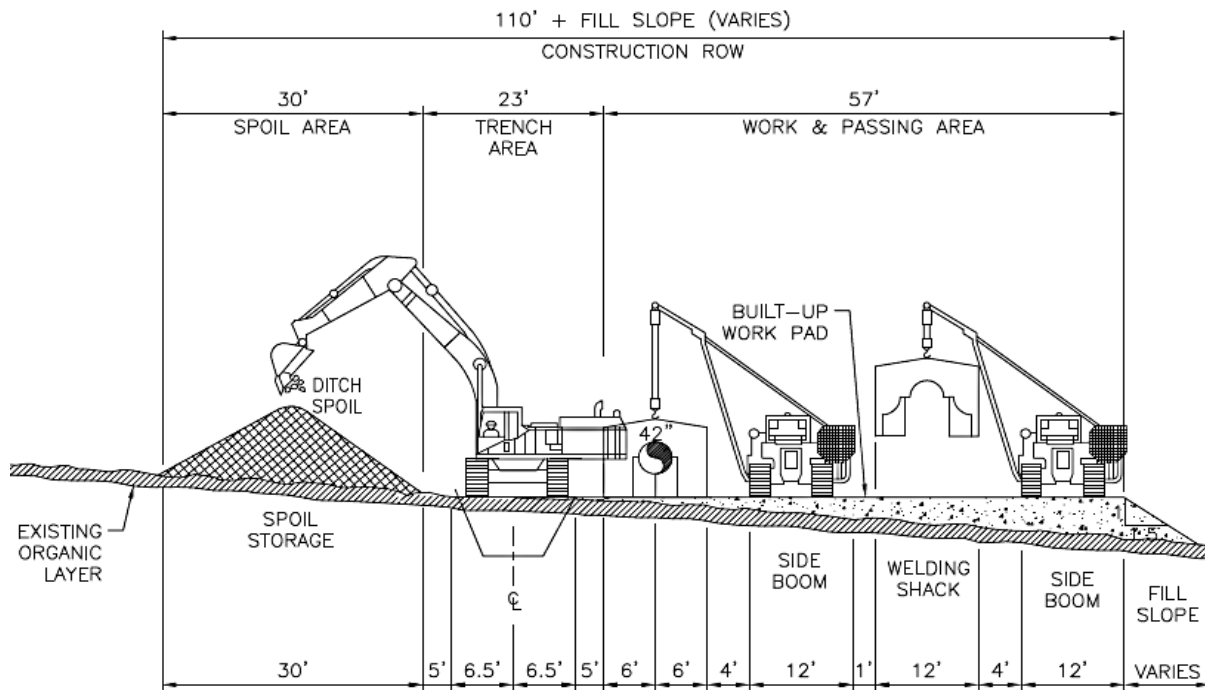 110' + FILL SLOPE (VARIES)
CONSTRUCTION ROW
30'
SPOIL AREA
23'
TRENCH
AREA
57'
WORK & PASSING AREA
BUILT-UP
WORK PAD
DITCH
SPOIL
42"
EXISTING
ORGANIC
LAYER
SPOIL
STORAGE
℄
SIDE
BOOM
WELDING
SHACK
SIDE
BOOM
1
1.5
FILL
SLOPE
30'
5'
6.5'
6.5'
5'
6'
6'
4'
12'
1'
12'
4'
12'
VARIES